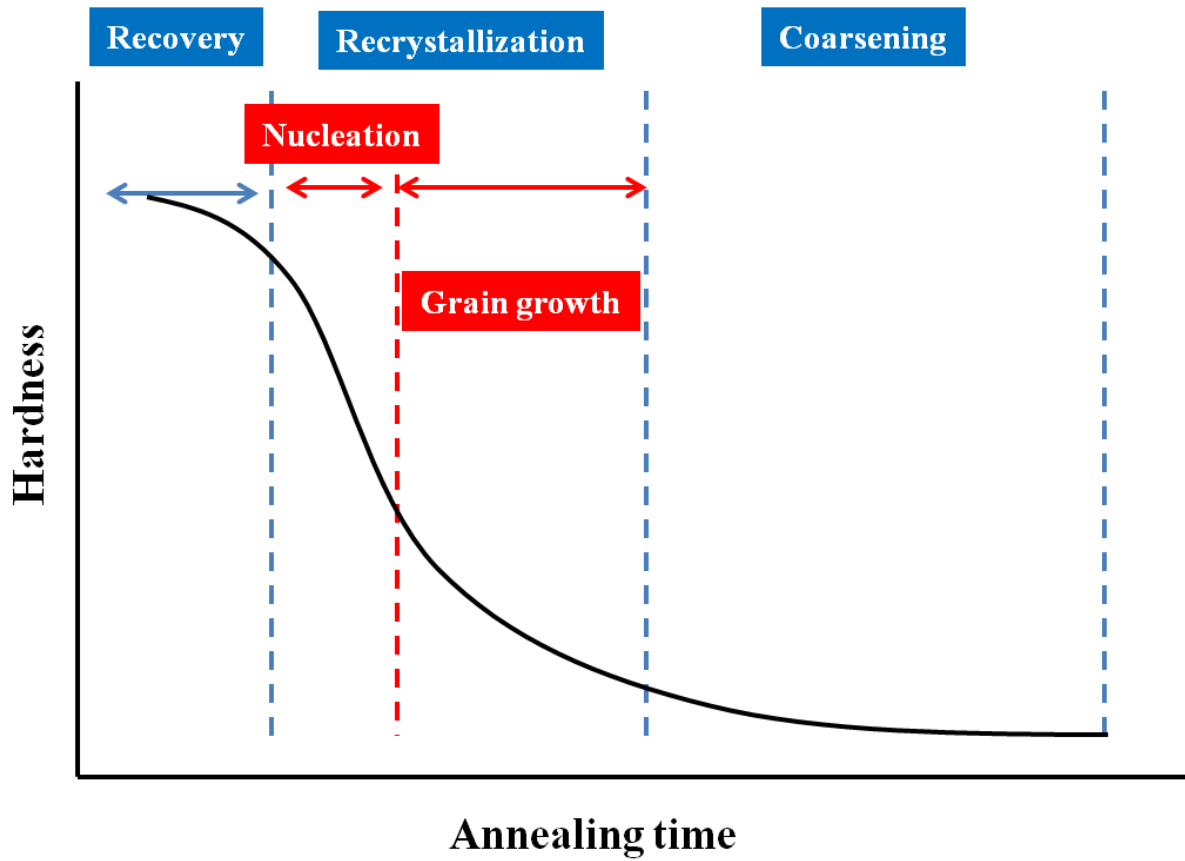 Recovery
Recrystallization
Coarsening
Nucleation
Grain growth
Hardness
Annealing time